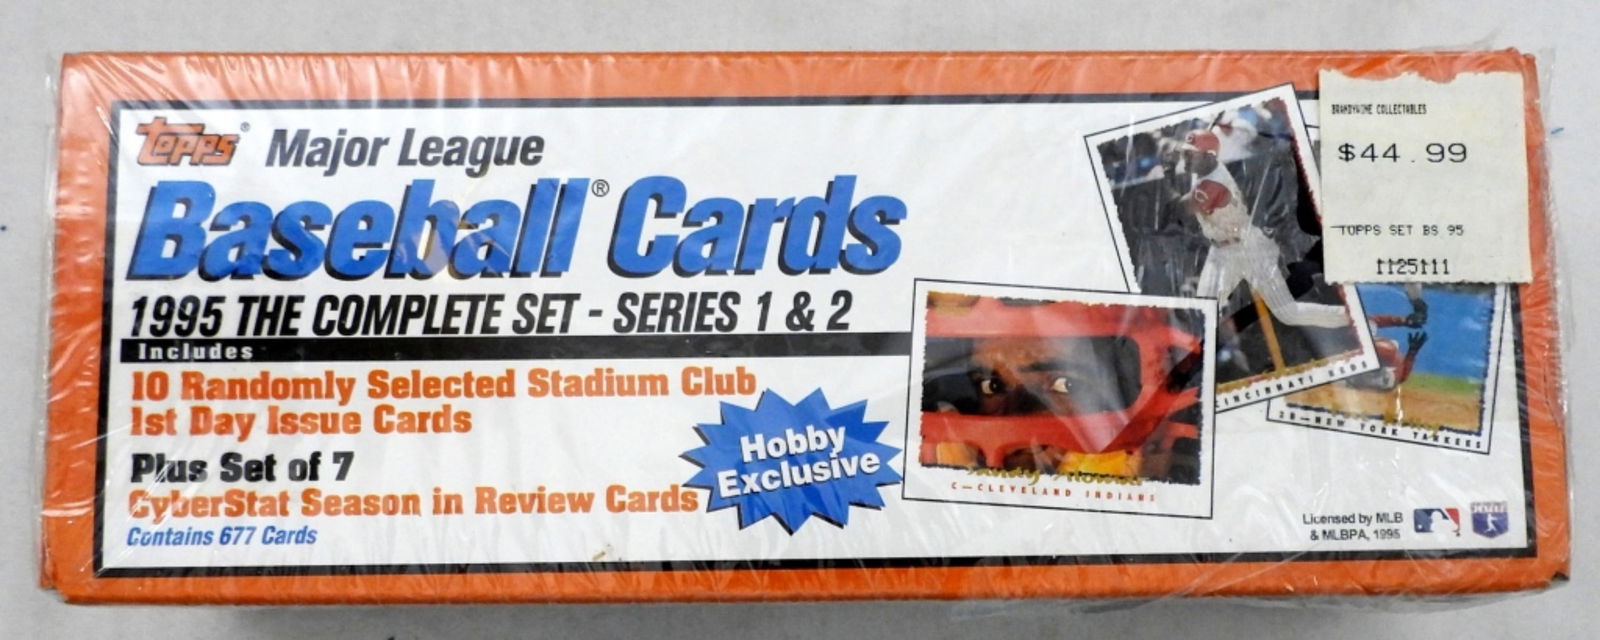 Topps® Major League
Baseball® Cards
1995 THE COMPLETE SET - SERIES 1 & 2
Includes
10 Randomly Selected Stadium Club
1st Day Issue Cards
Plus Set of 7
CyberStat Season in Review Cards
Contains 677 Cards
Hobby
Exclusive
C—CLEVELAND INDIANS
CINCINNATI REDS
2B—NEW YORK YANKEES
BRANDYWINE COLLECTABLES
$44.99
TOPPS SET BS 95
1125111
Licensed by MLB
& MLBPA, 1995